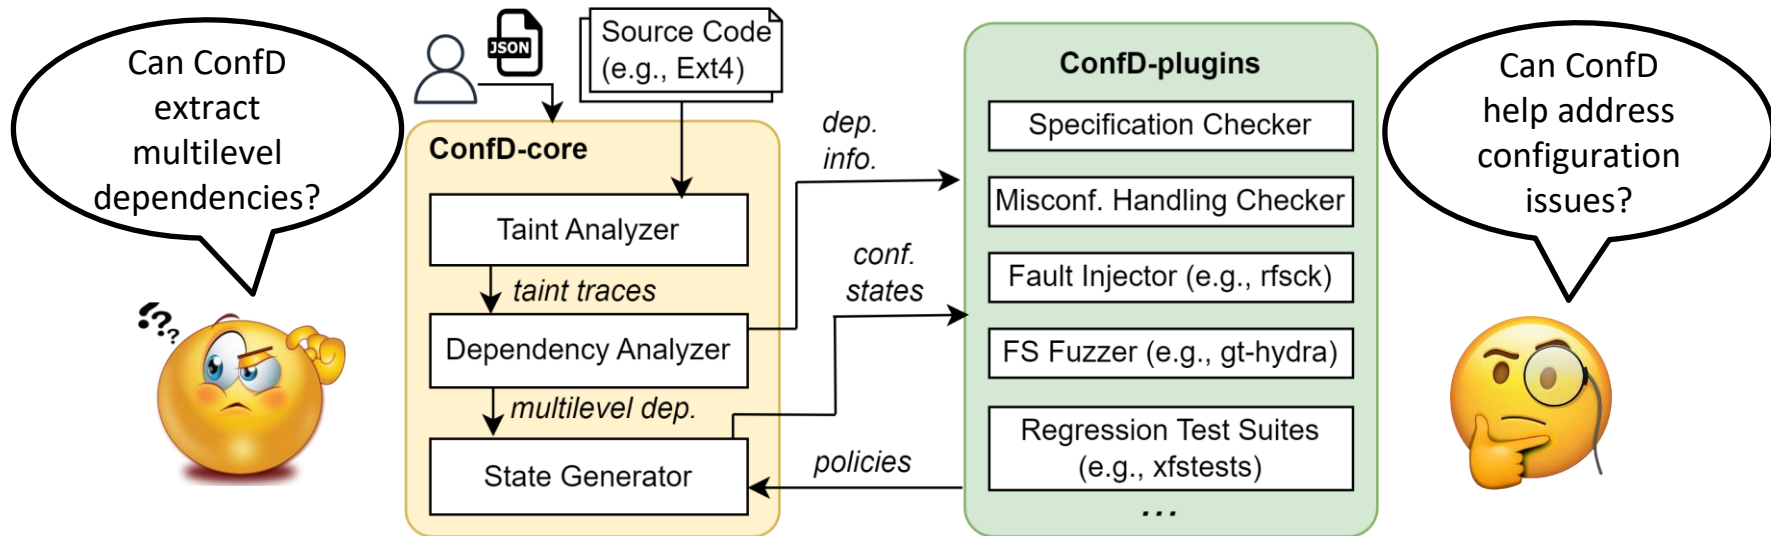 Can ConfD
extract
multilevel
dependencies?
JSON
Source Code
(e.g., Ext4)
ConfD-core
Taint Analyzer
taint traces
Dependency Analyzer
multilevel dep.
State Generator
dep.
info.
conf.
states
policies
ConfD-plugins
Specification Checker
Misconf. Handling Checker
Fault Injector (e.g., rfsck)
FS Fuzzer (e.g., gt-hydra)
Regression Test Suites
(e.g., xfstests)
...
Can ConfD
help address
configuration
issues?
!?
?
?